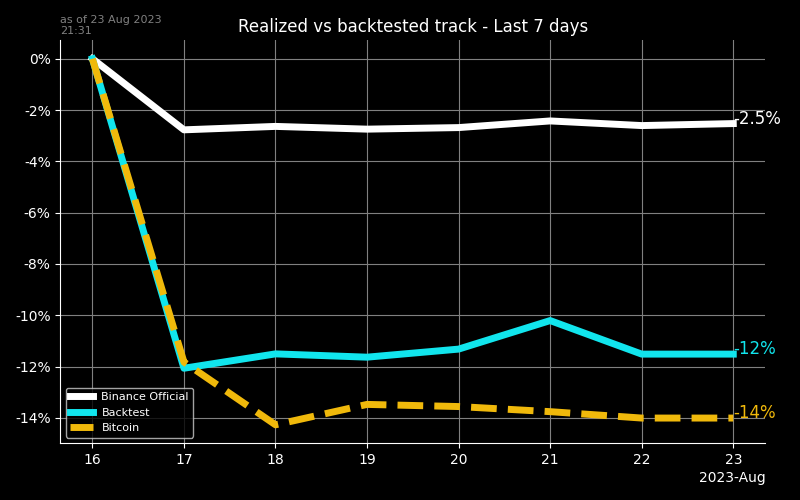 as of 23 Aug 2023
21:31
Realized vs backtested track - Last 7 days
0%
-2%
-4%
-6%
-8%
-10%
-12%
-14%
-2.5%
-12%
-14%
Binance Official
Backtest
Bitcoin
16 17 18 19 20 21 22 23
2023-Aug